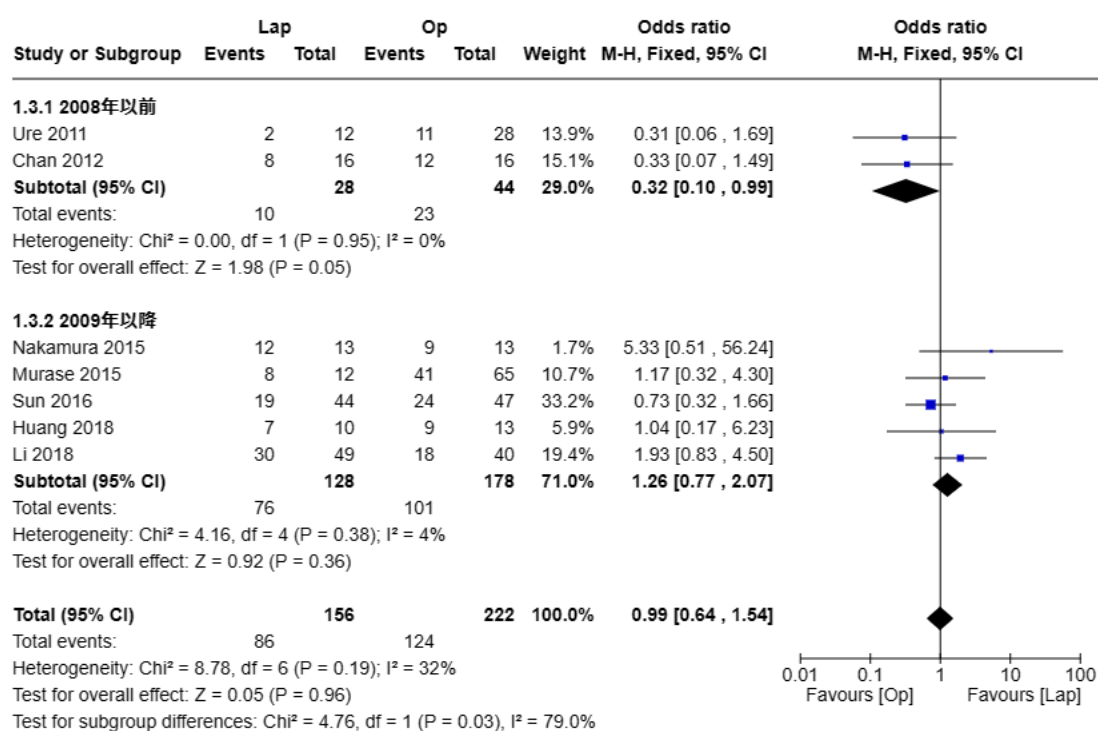 Lap Op Odds ratio Odds ratio
Study or Subgroup Events Total Events Total Weight M-H, Fixed, 95% CI M-H, Fixed, 95% CI
1.3.1 2008年以前
Ure 2011 2 12 11 28 13.9% 0.31 [0.06 , 1.69]
Chan 2012 8 16 12 16 15.1% 0.33 [0.07 , 1.49]
Subtotal (95% CI) 28 44 29.0% 0.32 [0.10 , 0.99]
Total events: 10 23
Heterogeneity: Chi² = 0.00, df = 1 (P = 0.95); I² = 0%
Test for overall effect: Z = 1.98 (P = 0.05)
1.3.2 2009年以降
Nakamura 2015 12 13 9 13 1.7% 5.33 [0.51 , 56.24]
Murase 2015 8 12 41 65 10.7% 1.17 [0.32 , 4.30]
Sun 2016 19 44 24 47 33.2% 0.73 [0.32 , 1.66]
Huang 2018 7 10 9 13 5.9% 1.04 [0.17 , 6.23]
Li 2018 30 49 18 40 19.4% 1.93 [0.83 , 4.50]
Subtotal (95% CI) 128 178 71.0% 1.26 [0.77 , 2.07]
Total events: 76 101
Heterogeneity: Chi² = 4.16, df = 4 (P = 0.38); I² = 4%
Test for overall effect: Z = 0.92 (P = 0.36)
Total (95% CI) 156 222 100.0% 0.99 [0.64 , 1.54]
Total events: 86 124
Heterogeneity: Chi² = 8.78, df = 6 (P = 0.19); I² = 32%
Test for overall effect: Z = 0.05 (P = 0.96)
Test for subgroup differences: Chi² = 4.76, df = 1 (P = 0.03), I² = 79.0%
0.01 0.1 1 10 100
Favours [Op] Favours [Lap]